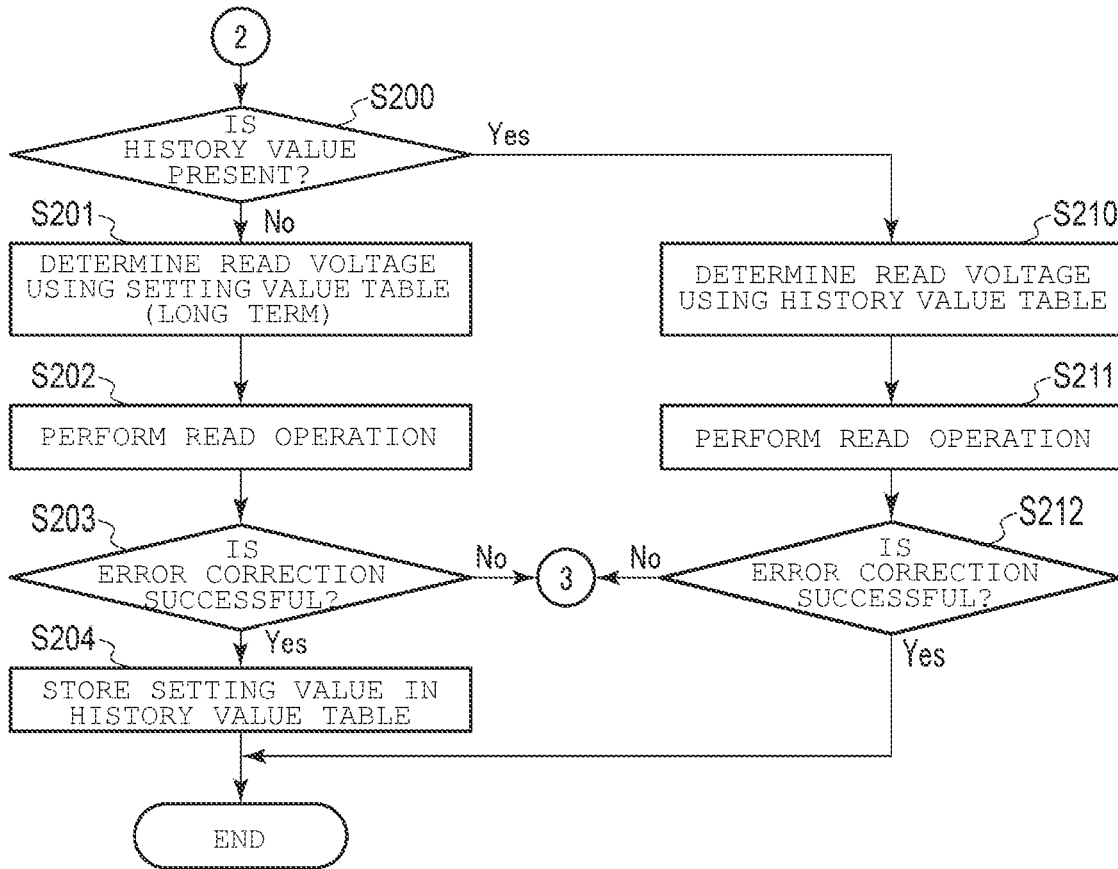 2
S200
IS
HISTORY VALUE
PRESENT?
Yes
No
S201
DETERMINE READ VOLTAGE
USING SETTING VALUE TABLE
(LONG TERM)
S210
DETERMINE READ VOLTAGE
USING HISTORY VALUE TABLE
S202
PERFORM READ OPERATION
S211
PERFORM READ OPERATION
S203
IS
ERROR CORRECTION
SUCCESSFUL?
No
3
No
S212
IS
ERROR CORRECTION
SUCCESSFUL?
Yes
Yes
S204
STORE SETTING VALUE IN
HISTORY VALUE TABLE
END